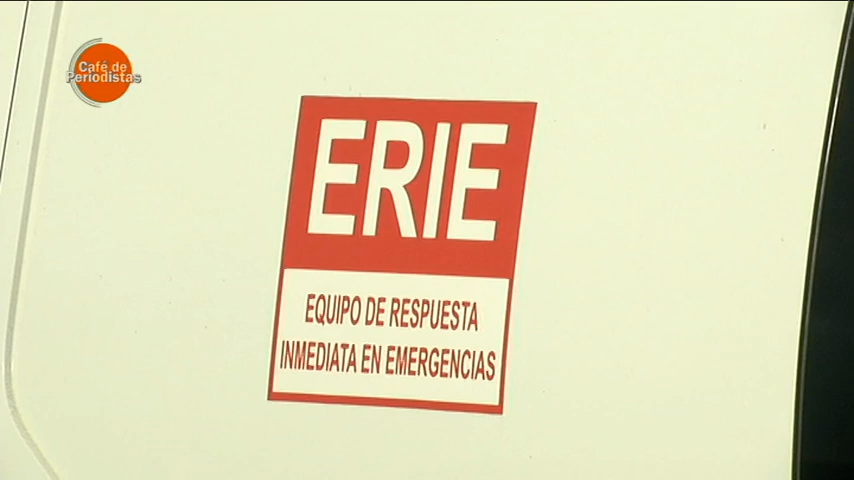 Café de
Periodistas
ERIE
EQUIPO DE RESPUESTA
INMEDIATA EN EMERGENCIAS